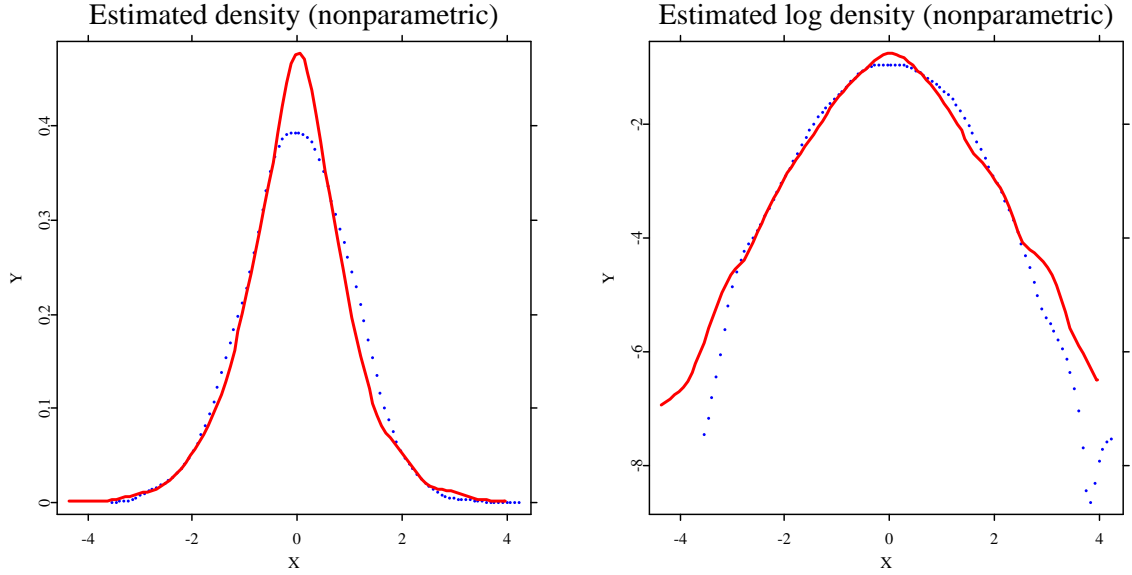 Estimated density (nonparametric)
Y
0.4
0.3
0.2
0.1
0
-4 -2 0 2 4
X
Estimated log density (nonparametric)
Y
-2
-4
-6
-8
-4 -2 0 2 4
X